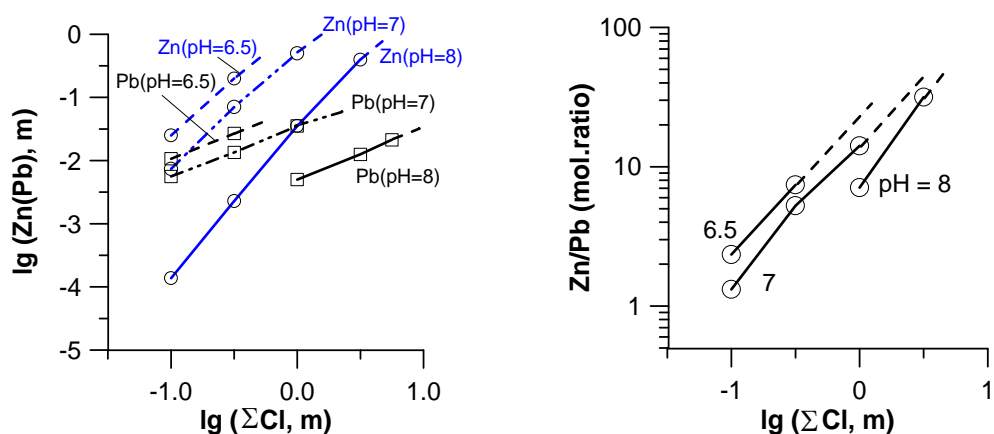 -0
-1
-2
-3
-4
-5
lg (Zn(Pb), m)
Zn(pH=7)
Zn(pH=6.5)
Zn(pH=8)
Pb(pH=6.5)
Pb(pH=7)
Pb(pH=8)
-1.0
0.0
1.0
lg (ΣCl, m)
100
10
1
Zn/Pb (mol.ratio)
pH = 8
6.5
7
-1
0
1
lg (ΣCl, m)